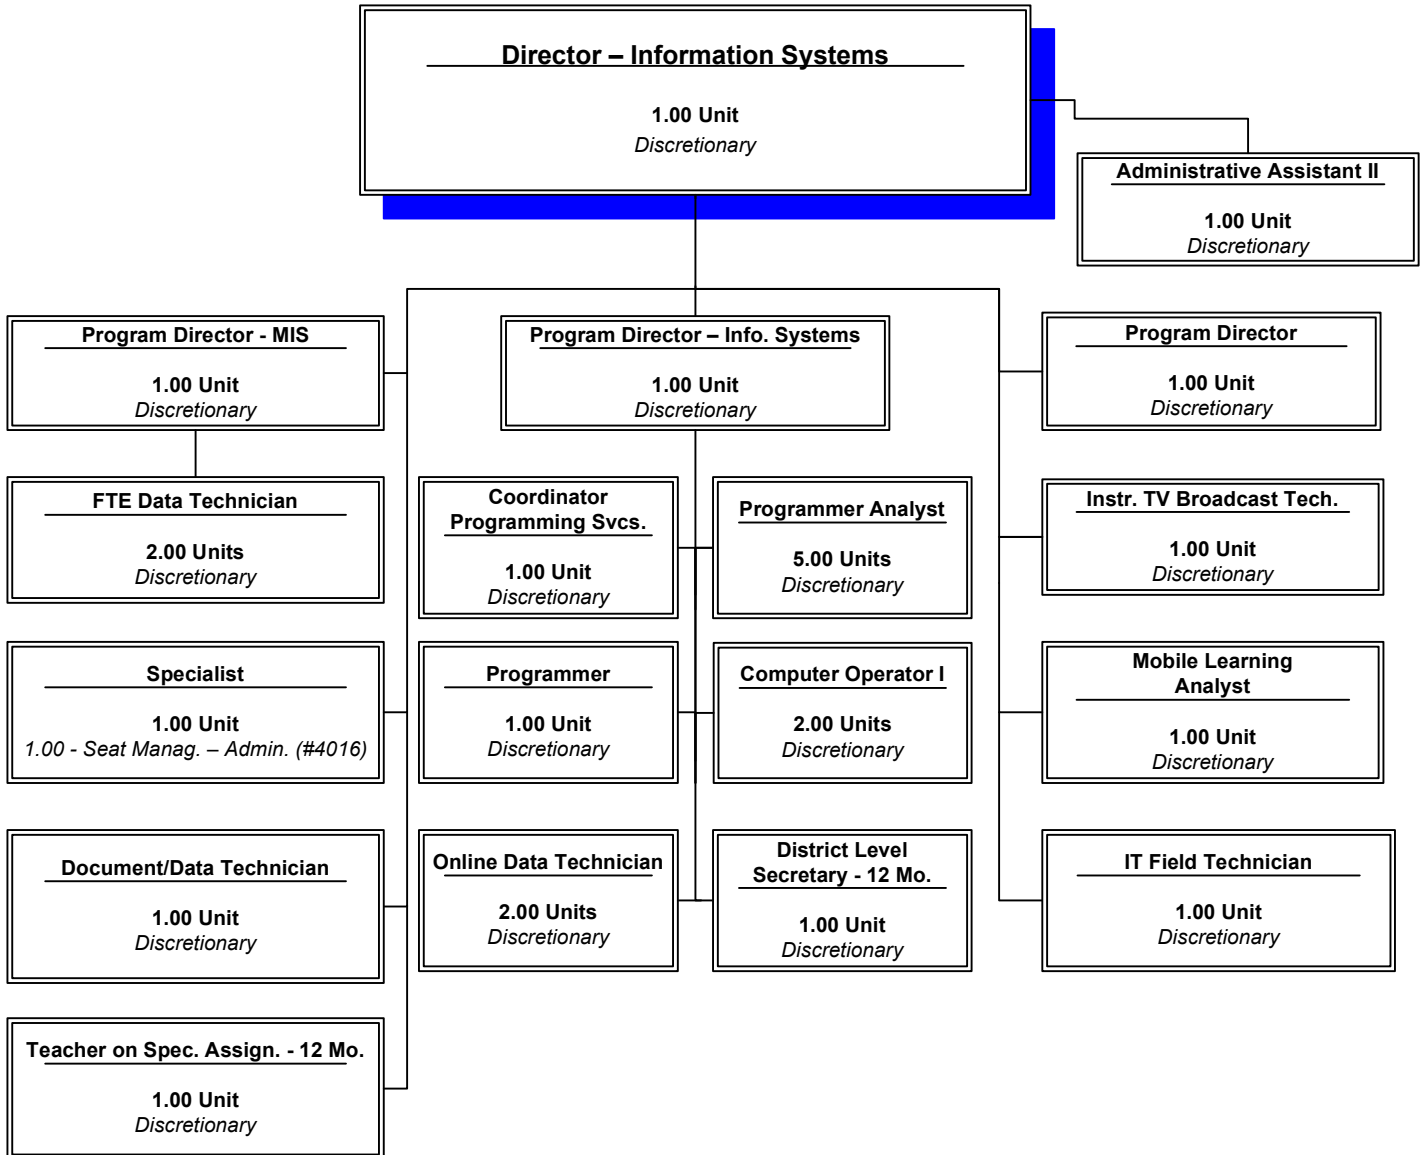 Director – Information Systems
1.00 Unit
Discretionary
Administrative Assistant II
1.00 Unit
Discretionary
Program Director - MIS
1.00 Unit
Discretionary
Program Director – Info. Systems
1.00 Unit
Discretionary
Program Director
1.00 Unit
Discretionary
FTE Data Technician
2.00 Units
Discretionary
Coordinator
Programming Svcs.
1.00 Unit
Discretionary
Programmer Analyst
5.00 Units
Discretionary
Instr. TV Broadcast Tech.
1.00 Unit
Discretionary
Specialist
1.00 Unit
1.00 - Seat Manag. – Admin. (#4016)
Programmer
1.00 Unit
Discretionary
Computer Operator I
2.00 Units
Discretionary
Mobile Learning
Analyst
1.00 Unit
Discretionary
Document/Data Technician
1.00 Unit
Discretionary
Online Data Technician
2.00 Units
Discretionary
District Level
Secretary - 12 Mo.
1.00 Unit
Discretionary
IT Field Technician
1.00 Unit
Discretionary
Teacher on Spec. Assign. - 12 Mo.
1.00 Unit
Discretionary